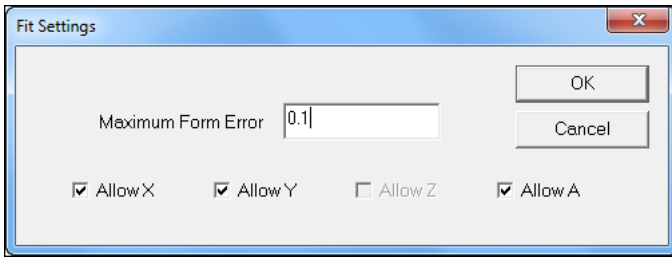 Fit Settings
OK
Maximum Form Error 0.1
Cancel
Allow X Allow Y Allow Z Allow A